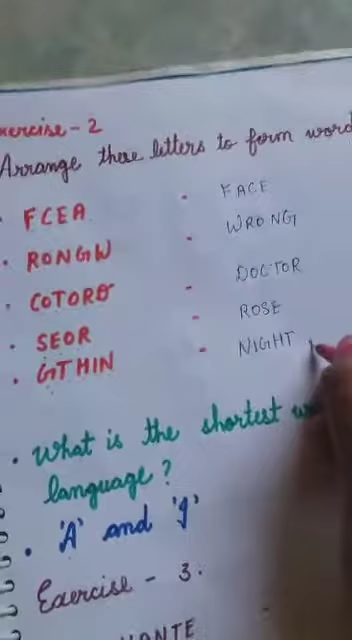 Exercise - 2
Arrange these letters to form word
FCEA - FACE
RONGW - WRONG
COTORD - DOCTOR
SEOR - ROSE
GTHIN - NIGHT
What is the shortest
language?
'A' and 'I'
Exercise - 3.